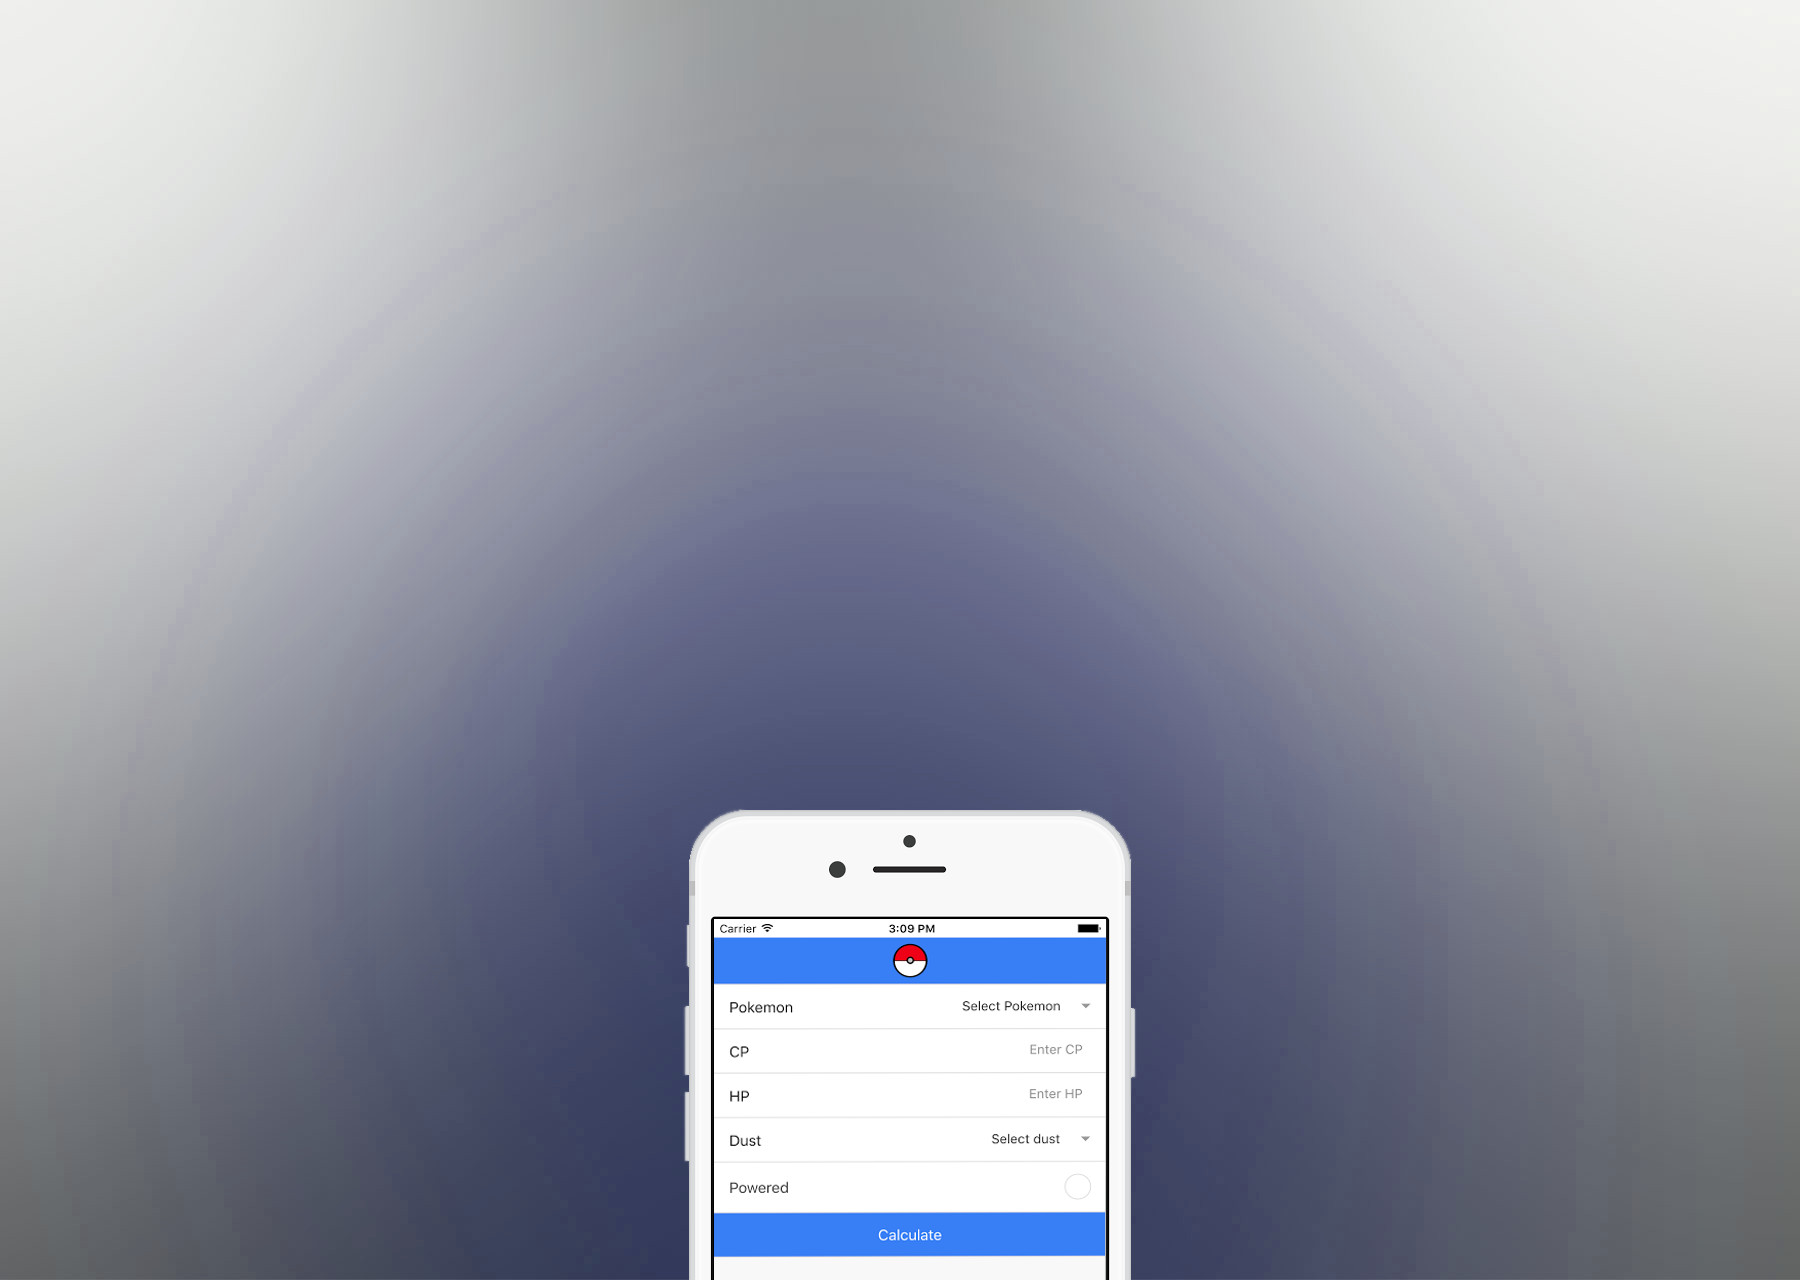 Carrier 3:09 PM
Pokemon Select Pokemon
CP Enter CP
HP Enter HP
Dust Select dust
Powered
Calculate